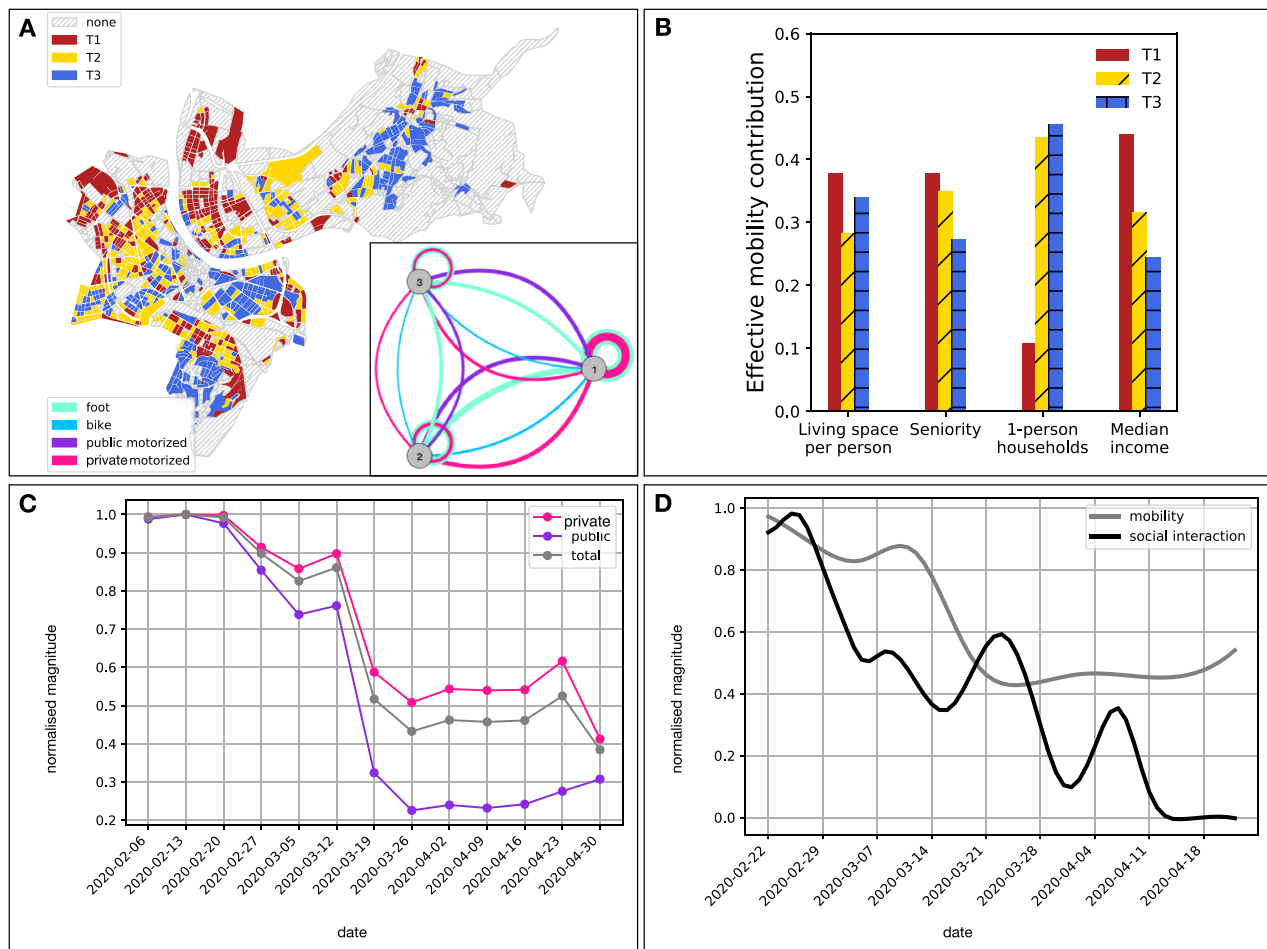 A
none
T1
T2
T3
3
1
2
foot
bike
public motorized
private motorized
B
Effective mobility contribution
0.6
0.5
0.4
0.3
0.2
0.1
0.0
T1
T2
T3
Living space
per person
Seniority
1-person
households
Median
income
C
normalised magnitude
1.0
0.9
0.8
0.7
0.6
0.5
0.4
0.3
0.2
private
public
total
2020-02-06
2020-02-13
2020-02-20
2020-02-27
2020-03-05
2020-03-12
2020-03-19
2020-03-26
2020-04-02
2020-04-09
2020-04-16
2020-04-23
2020-04-30
date
D
normalised magnitude
1.0
0.8
0.6
0.4
0.2
0.0
mobility
social interaction
2020-02-22
2020-02-29
2020-03-07
2020-03-14
2020-03-21
2020-03-28
2020-04-04
2020-04-11
2020-04-18
date